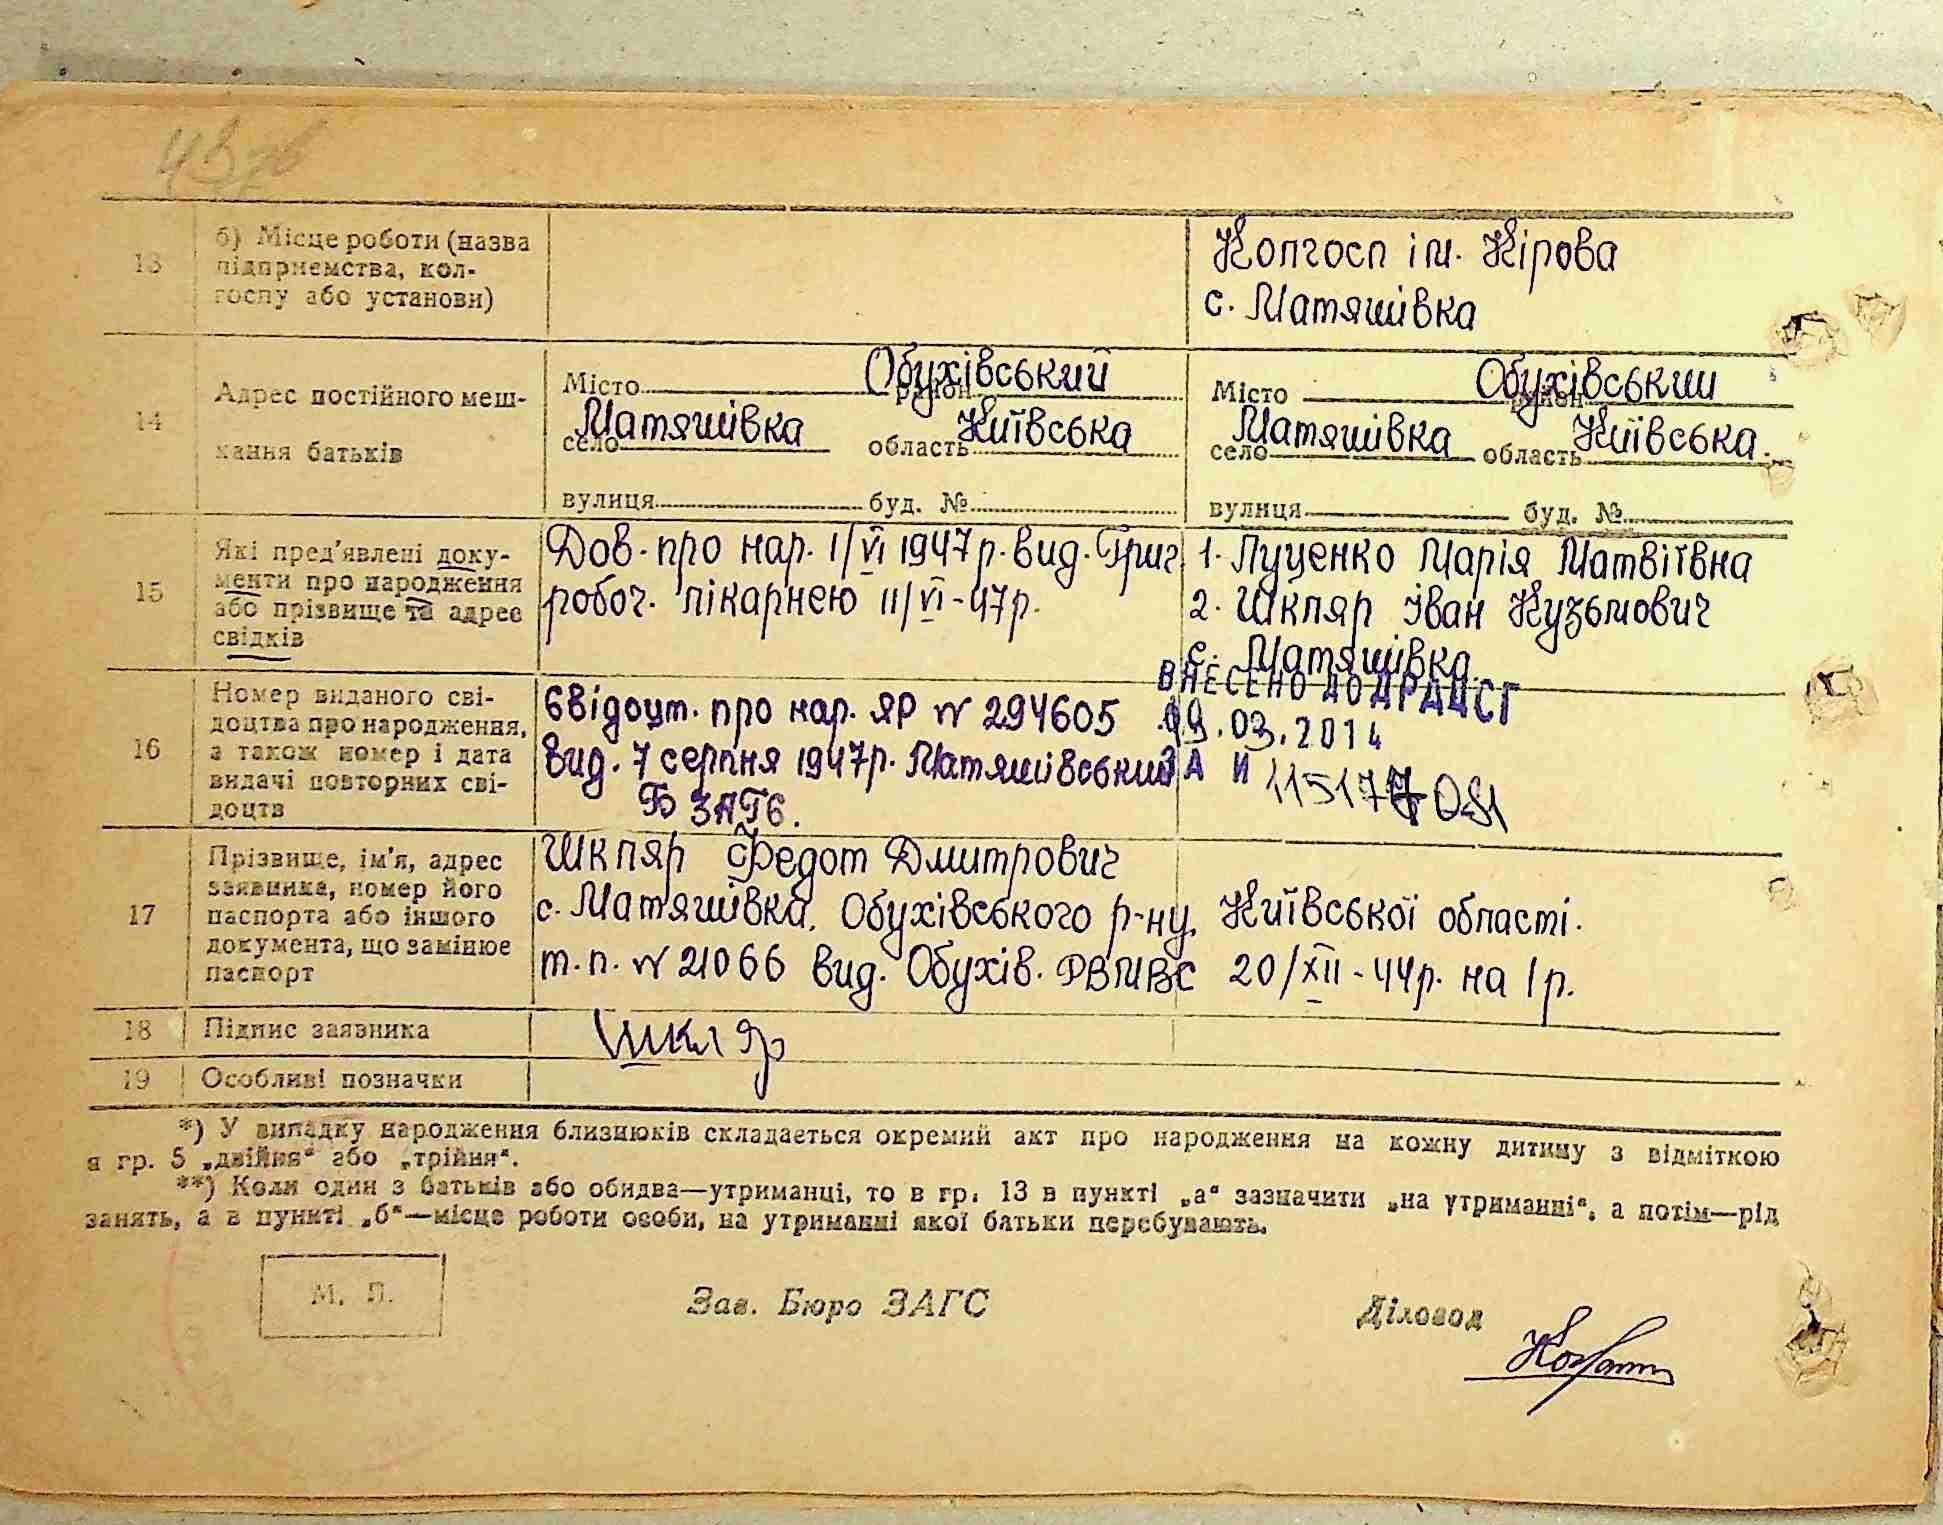 43зв
13
б) Місце роботи (назва
підприємства, кол-
госпу або установи)
Колгосп ім. Кірова
с. Матяшівка
14
Адрес постійного меш-
кання батьків
Місто район Обухівський
село Матяшівка область Київська
вулиця буд. №
Місто район Обухівський
село Матяшівка область Київська.
вулиця буд. №
15
Які пред'явлені доку-
менти про народження
або прізвище та адрес
свідків
Дов. про нар. 1/VI 1947р. вид. Григ
робоч. лікарнею 11/VI-47р.
1. Луценко Марія Матвіївна
2. Шкляр Іван Кузьмович
с. Матяшівка.
16
Номер виданого сві-
доцтва про народження,
а також номер і дата
видачі повторних сві-
доцтв
Свідоцт. про нар. ЯР № 294605
вид. 7 серпня 1947р. Матяшівський
Б ЗАГС.
ВНЕСЕНО ДО ДРАЦСГ
.03.2014
ЗА №
17
Прізвище, ім'я, адрес
заявника, номер його
паспорта або іншого
документа, що замінює
паспорт
Шкляр Федот Дмитрович
с. Матяшівка, Обухівського р-ну, Київської області.
т.п. № 21066 вид. Обухів. РВМВС 20/XII-44р. на 1р.
18
Підпис заявника
Шкляр
19
Особливі позначки
*) У випадку народження близнюків складається окремий акт про народження на кожну дитину з відміткою
в гр. 5 „двійня“ або „трійня“.
**) Коли один з батьків або обидва—утриманці, то в гр. 13 в пункті „а“ зазначити „на утриманні“, а потім—рід
занять, а в пункті „б“—місце роботи особи, на утриманні якої батьки перебувають.
М. П.
Зав. Бюро ЗАГС
Діловод